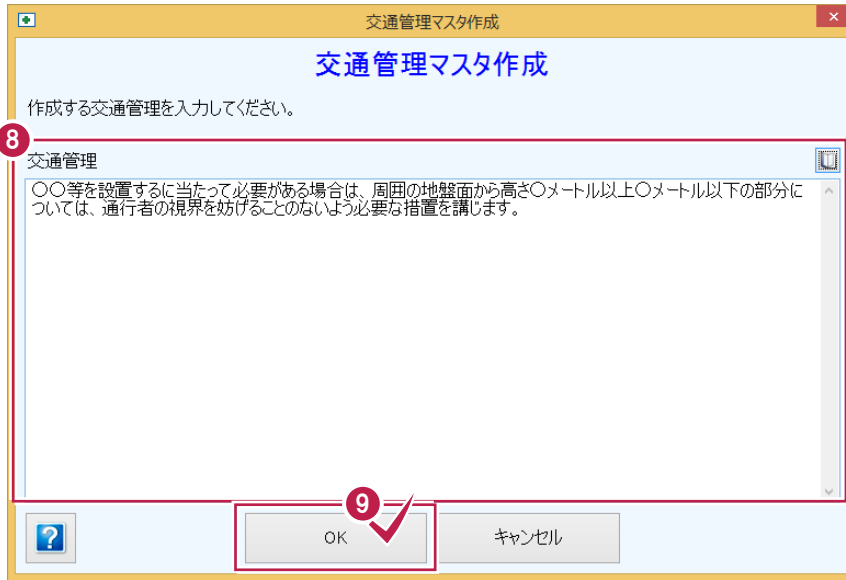 交通管理マスタ作成
交通管理マスタ作成
作成する交通管理を入力してください。
8
交通管理
〇〇等を設置するに当たって必要がある場合は、周囲の地盤面から高さ〇メートル以上〇メートル以下の部分に
ついては、通行者の視界を妨げることのないよう必要な措置を講じます。
9
OK
キャンセル